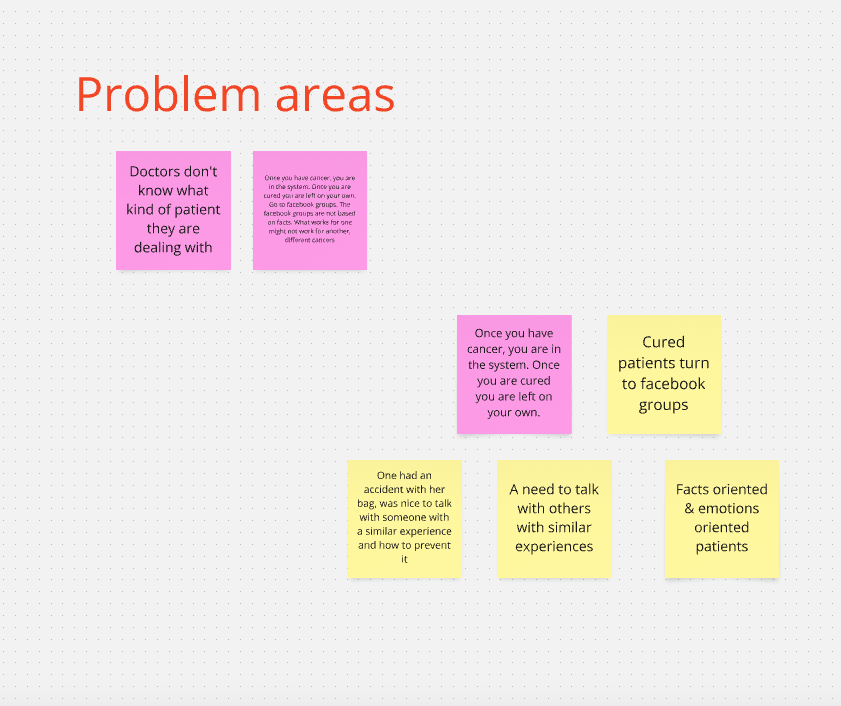 Problem areas
Doctors don't
know what
kind of patient
they are
dealing with
Once you have cancer, you are
in the system. Once you are
cured you are left on your own.
Go to facebook groups. The
facebook groups are not based
on facts. What works for one
might not work for another,
different cancers
Once you have
cancer, you are in
the system. Once
you are cured
you are left on
your own.
Cured
patients turn
to facebook
groups
One had an
accident with her
bag, was nice to talk
with someone with
a similar experience
and how to prevent
it
A need to talk
with others
with similar
experiences
Facts oriented
& emotions
oriented
patients